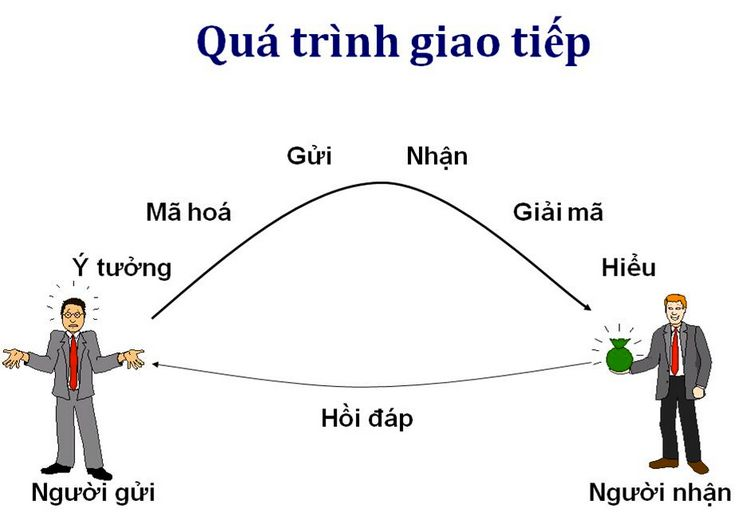 Quá trình giao tiếp
Gửi
Nhận
Mã hoá
Giải mã
Ý tưởng
Hiểu
Hồi đáp
Người gửi
Người nhận